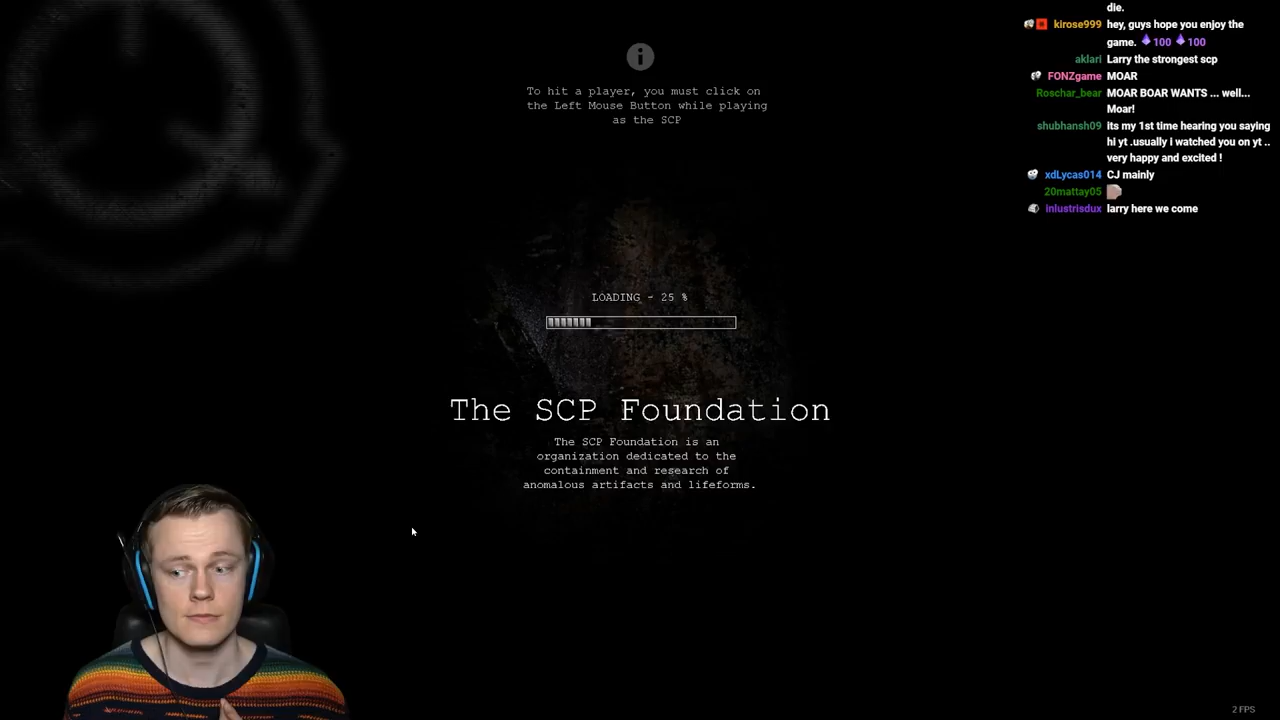 To hit a player, you must click on
the Left Mouse Button while playing
as the SCP
LOADING - 25 %
The SCP Foundation
The SCP Foundation is an
organization dedicated to the
containment and research of
anomalous artifacts and lifeforms.
die.
klrose999 hey, guys hope you enjoy the
game. 100 100
aklari Larry the strongest scp
FONZgame MOAR
Roschar_bear MOAR BOAR WANTS ... well...
Moar!
shubhansh09 its my 1st time hearing you saying
hi yt .usually i watched you on yt ..
very happy and excited !
xdLycas014 CJ mainly
20mattay05
inlustrisdux larry here we come
2 FPS